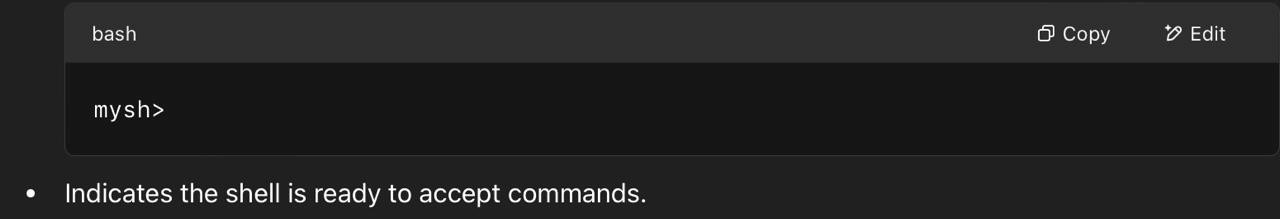 bash Copy Edit
mysh>
• Indicates the shell is ready to accept commands.